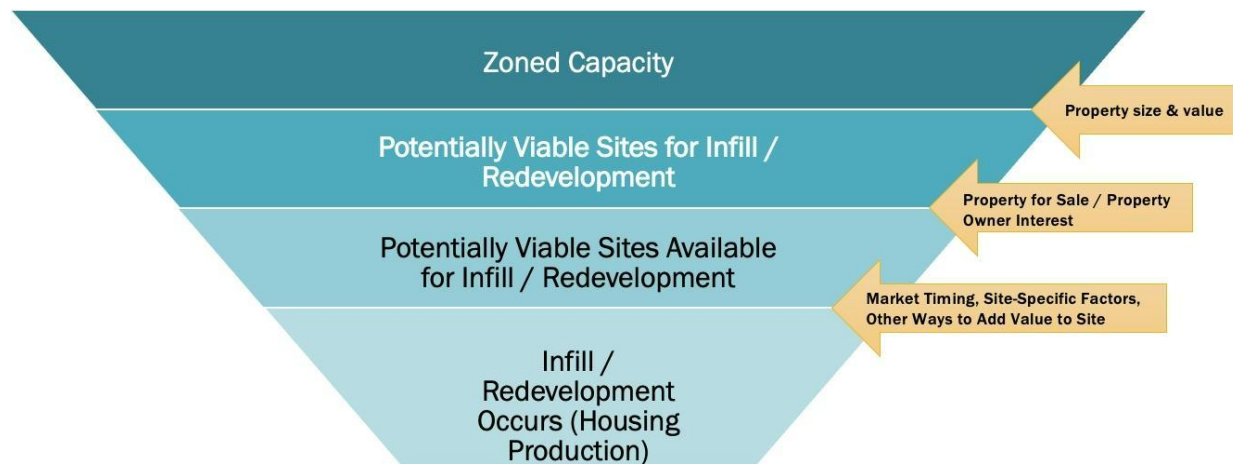 Zoned Capacity
Property size & value
Potentially Viable Sites for Infill /
Redevelopment
Property for Sale / Property
Owner Interest
Potentially Viable Sites Available
for Infill / Redevelopment
Market Timing, Site-Specific Factors,
Other Ways to Add Value to Site
Infill /
Redevelopment
Occurs (Housing
Production)